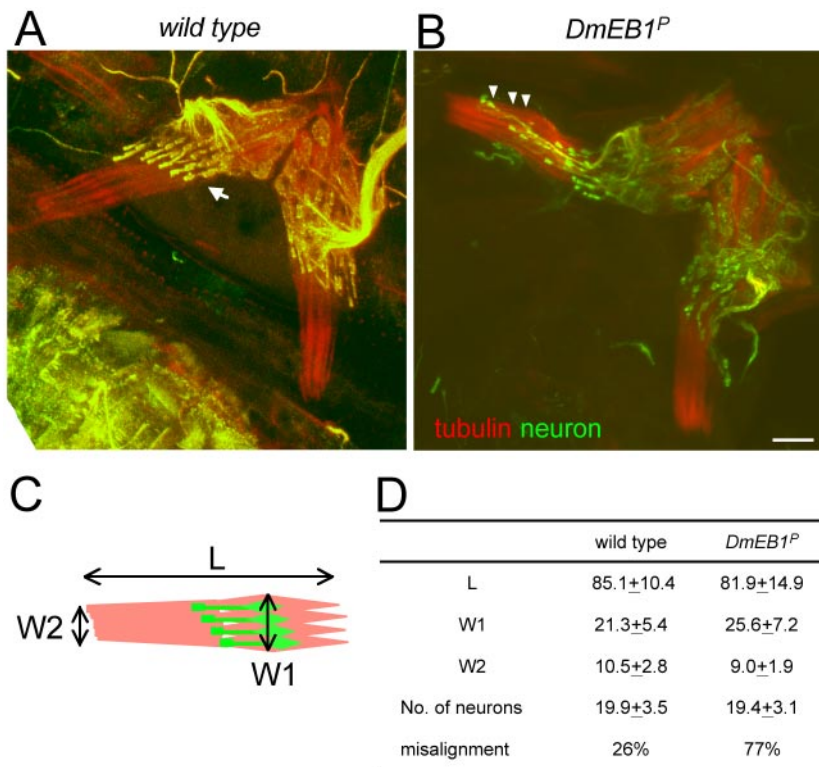 A wild type
B DmEB1ᴾ
tubulin neuron
C
L
W2
W1
D
wild type DmEB1ᴾ
L 85.1±10.4 81.9±14.9
W1 21.3±5.4 25.6±7.2
W2 10.5±2.8 9.0±1.9
No. of neurons 19.9±3.5 19.4±3.1
misalignment 26% 77%